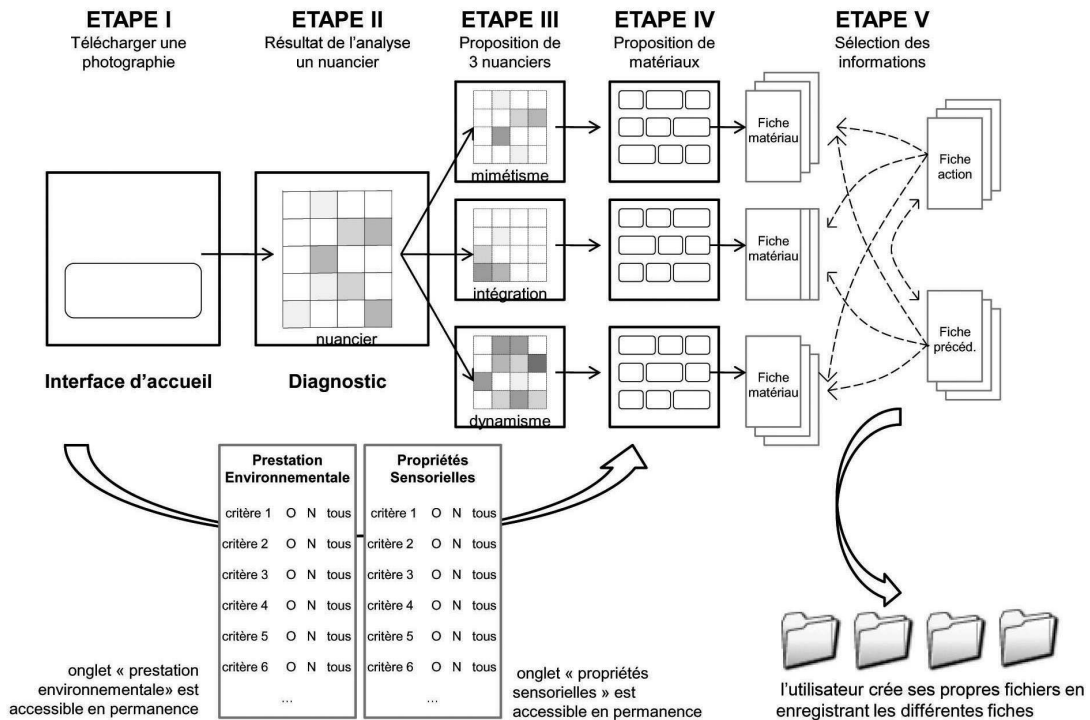 ETAPE I
Télécharger une
photographie
ETAPE II
Résultat de l'analyse
un nuancier
ETAPE III
Proposition de
3 nuanciers
ETAPE IV
Proposition de
matériaux
ETAPE V
Sélection des
informations
Interface d'accueil
nuancier
Diagnostic
mimétisme
intégration
dynamisme
Fiche
matériau
Fiche
matériau
Fiche
matériau
Fiche
action
Fiche
précéd.
Prestation
Environnementale
critère 1 O N tous
critère 2 O N tous
critère 3 O N tous
critère 4 O N tous
critère 5 O N tous
critère 6 O N tous
...
Propriétés
Sensorielles
critère 1 O N tous
critère 2 O N tous
critère 3 O N tous
critère 4 O N tous
critère 5 O N tous
critère 6 O N tous
...
onglet « prestation
environnementale» est
accessible en permanence
onglet « propriétés
sensorielles » est
accessible en permanence
l'utilisateur crée ses propres fichiers en
enregistrant les différentes fiches